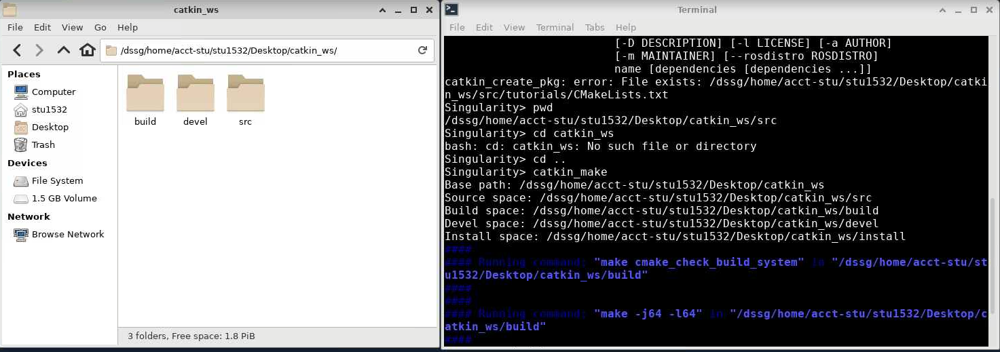 catkin_ws
File Edit View Go Help
/dssg/home/acct-stu/stu1532/Desktop/catkin_ws/
Places
Computer
stu1532
Desktop
Trash
Devices
File System
1.5 GB Volume
Network
Browse Network
build devel src
3 folders, Free space: 1.8 PiB
Terminal
File Edit View Terminal Tabs Help
[-D DESCRIPTION] [-l LICENSE] [-a AUTHOR]
[-m MAINTAINER] [--rosdistro ROSDISTRO]
name [dependencies [dependencies ...]]
catkin_create_pkg: error: File exists: /dssg/home/acct-stu/stu1532/Desktop/catki
n_ws/src/tutorials/CMakeLists.txt
Singularity> pwd
/dssg/home/acct-stu/stu1532/Desktop/catkin_ws/src
Singularity> cd catkin_ws
bash: cd: catkin_ws: No such file or directory
Singularity> cd ..
Singularity> catkin_make
Base path: /dssg/home/acct-stu/stu1532/Desktop/catkin_ws
Source space: /dssg/home/acct-stu/stu1532/Desktop/catkin_ws/src
Build space: /dssg/home/acct-stu/stu1532/Desktop/catkin_ws/build
Devel space: /dssg/home/acct-stu/stu1532/Desktop/catkin_ws/devel
Install space: /dssg/home/acct-stu/stu1532/Desktop/catkin_ws/install
####
#### Running command: "make cmake_check_build_system" in "/dssg/home/acct-stu/st
u1532/Desktop/catkin_ws/build"
####
####
#### Running command: "make -j64 -l64" in "/dssg/home/acct-stu/stu1532/Desktop/c
atkin_ws/build"
####